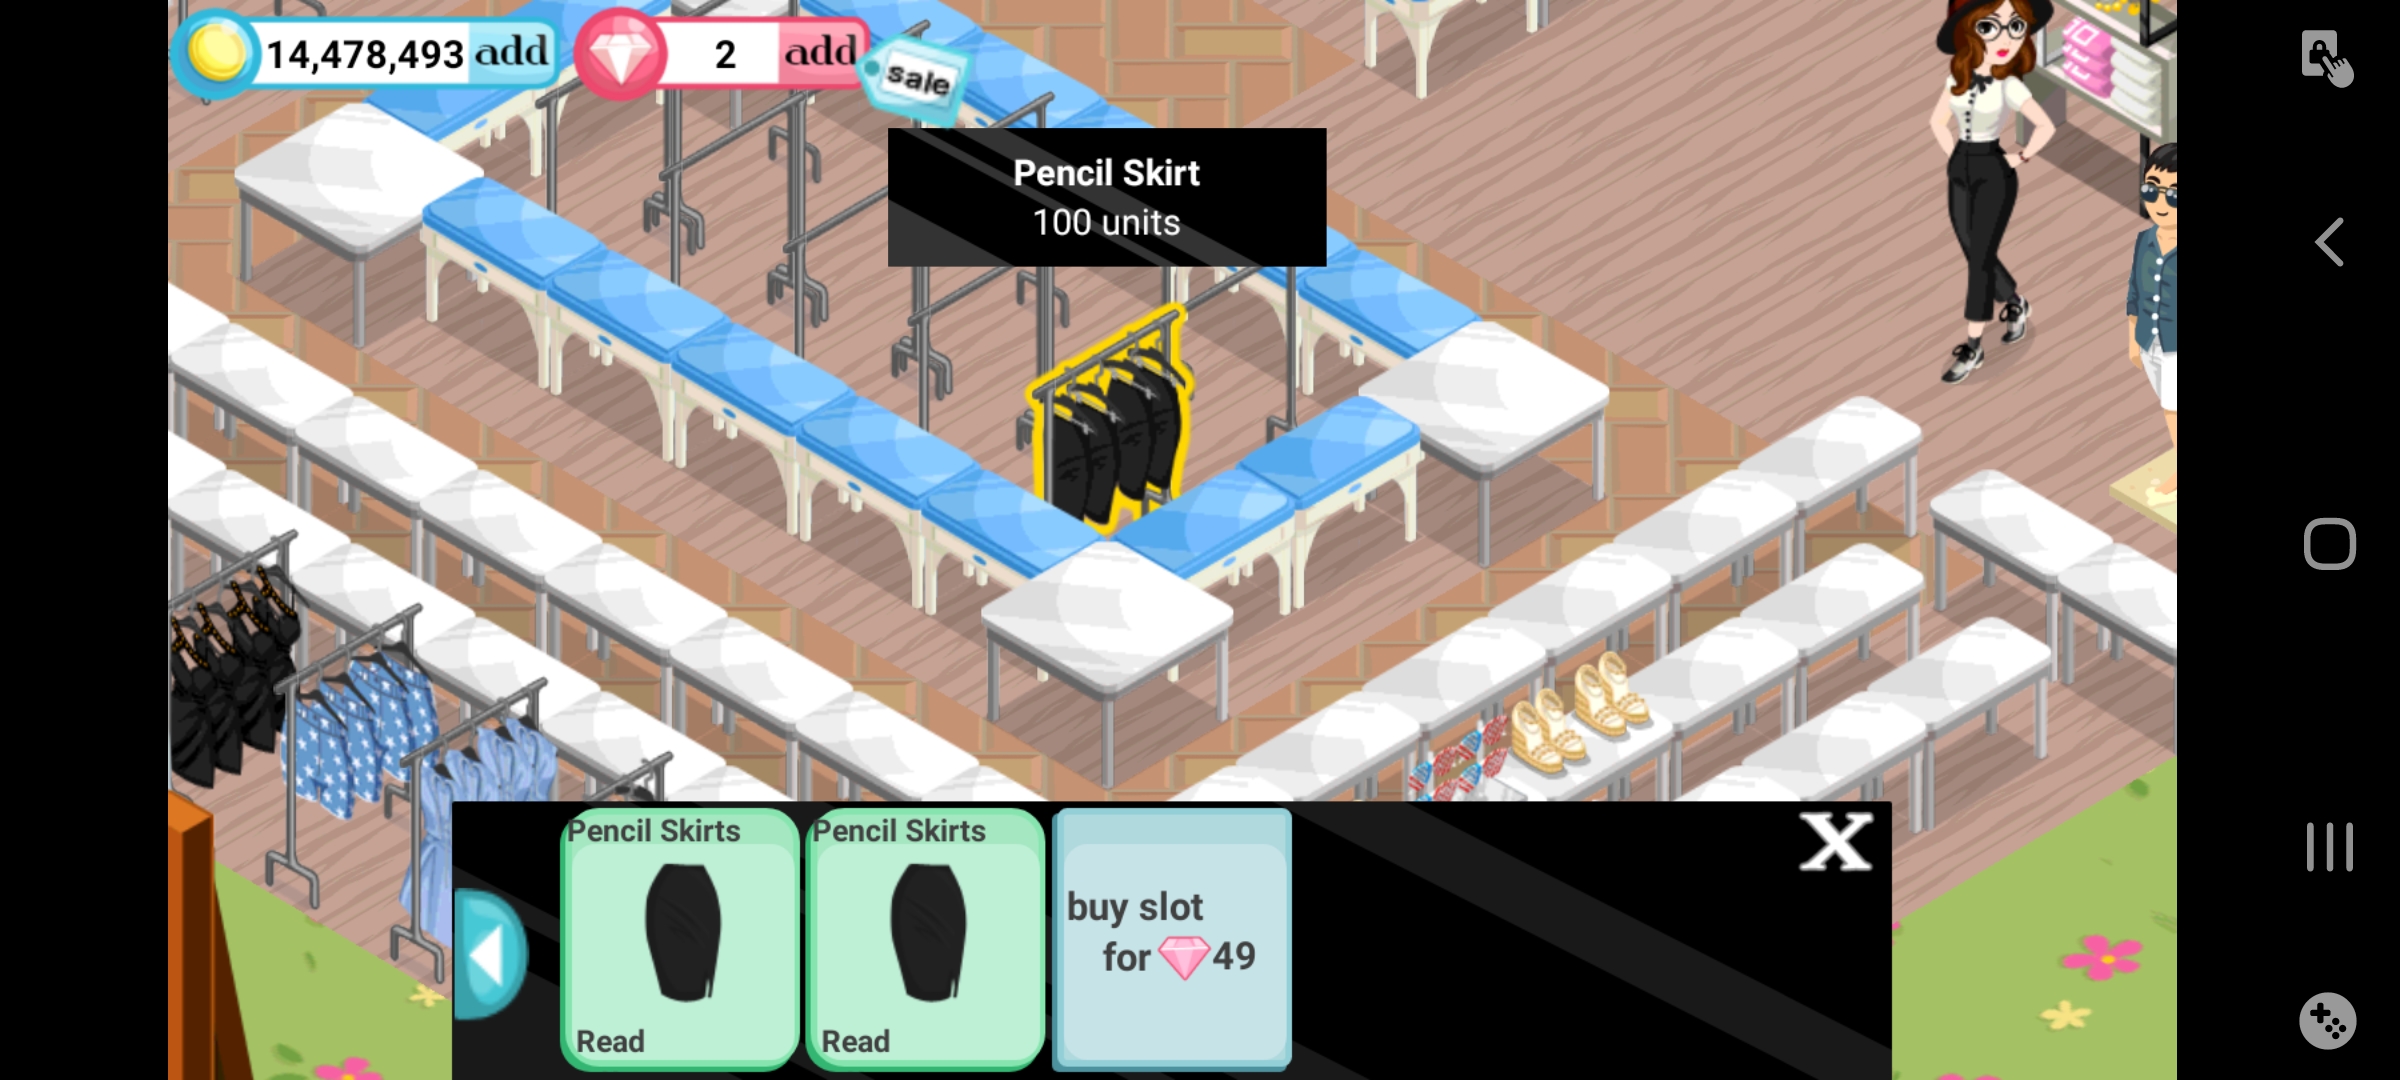 14,478,493 add
2 add
sale
Pencil Skirt
100 units
10
Pencil Skirts
Read
Pencil Skirts
Read
buy slot
for 49
X